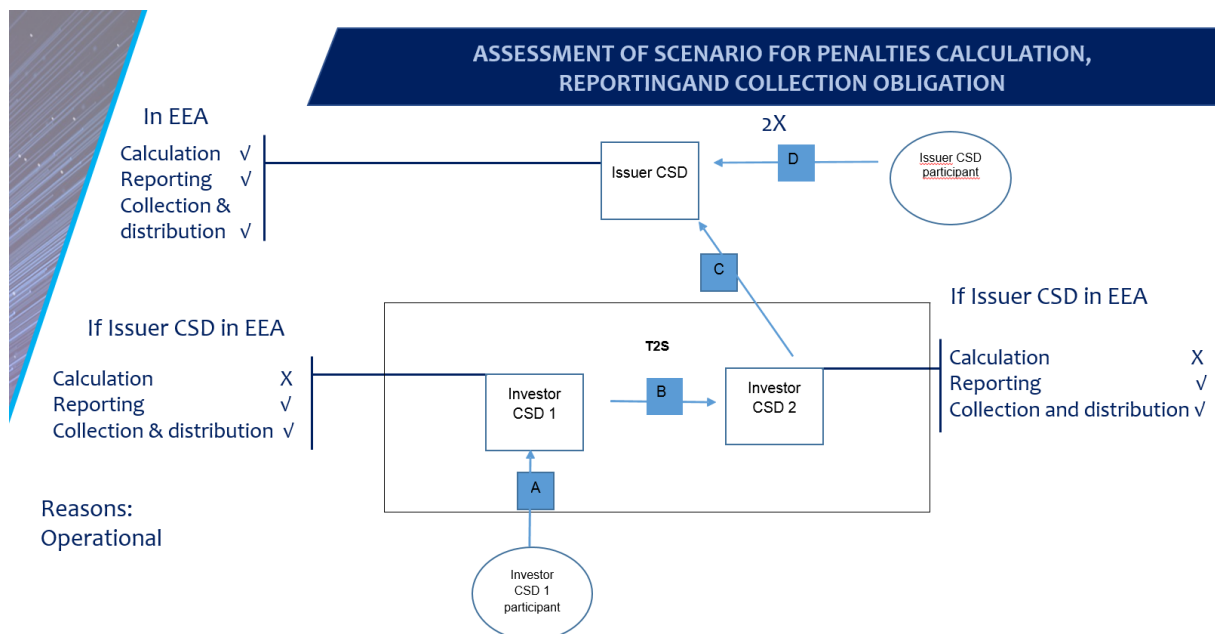 ASSESSMENT OF SCENARIO FOR PENALTIES CALCULATION,
REPORTINGAND COLLECTION OBLIGATION
In EEA
Calculation √
Reporting √
Collection &
distribution √
2X
Issuer CSD
D
Issuer CSD
participant
C
If Issuer CSD in EEA
Calculation X
Reporting √
Collection & distribution √
T2S
Investor
CSD 1
B
Investor
CSD 2
If Issuer CSD in EEA
Calculation X
Reporting √
Collection and distribution √
A
Reasons:
Operational
Investor
CSD 1
participant